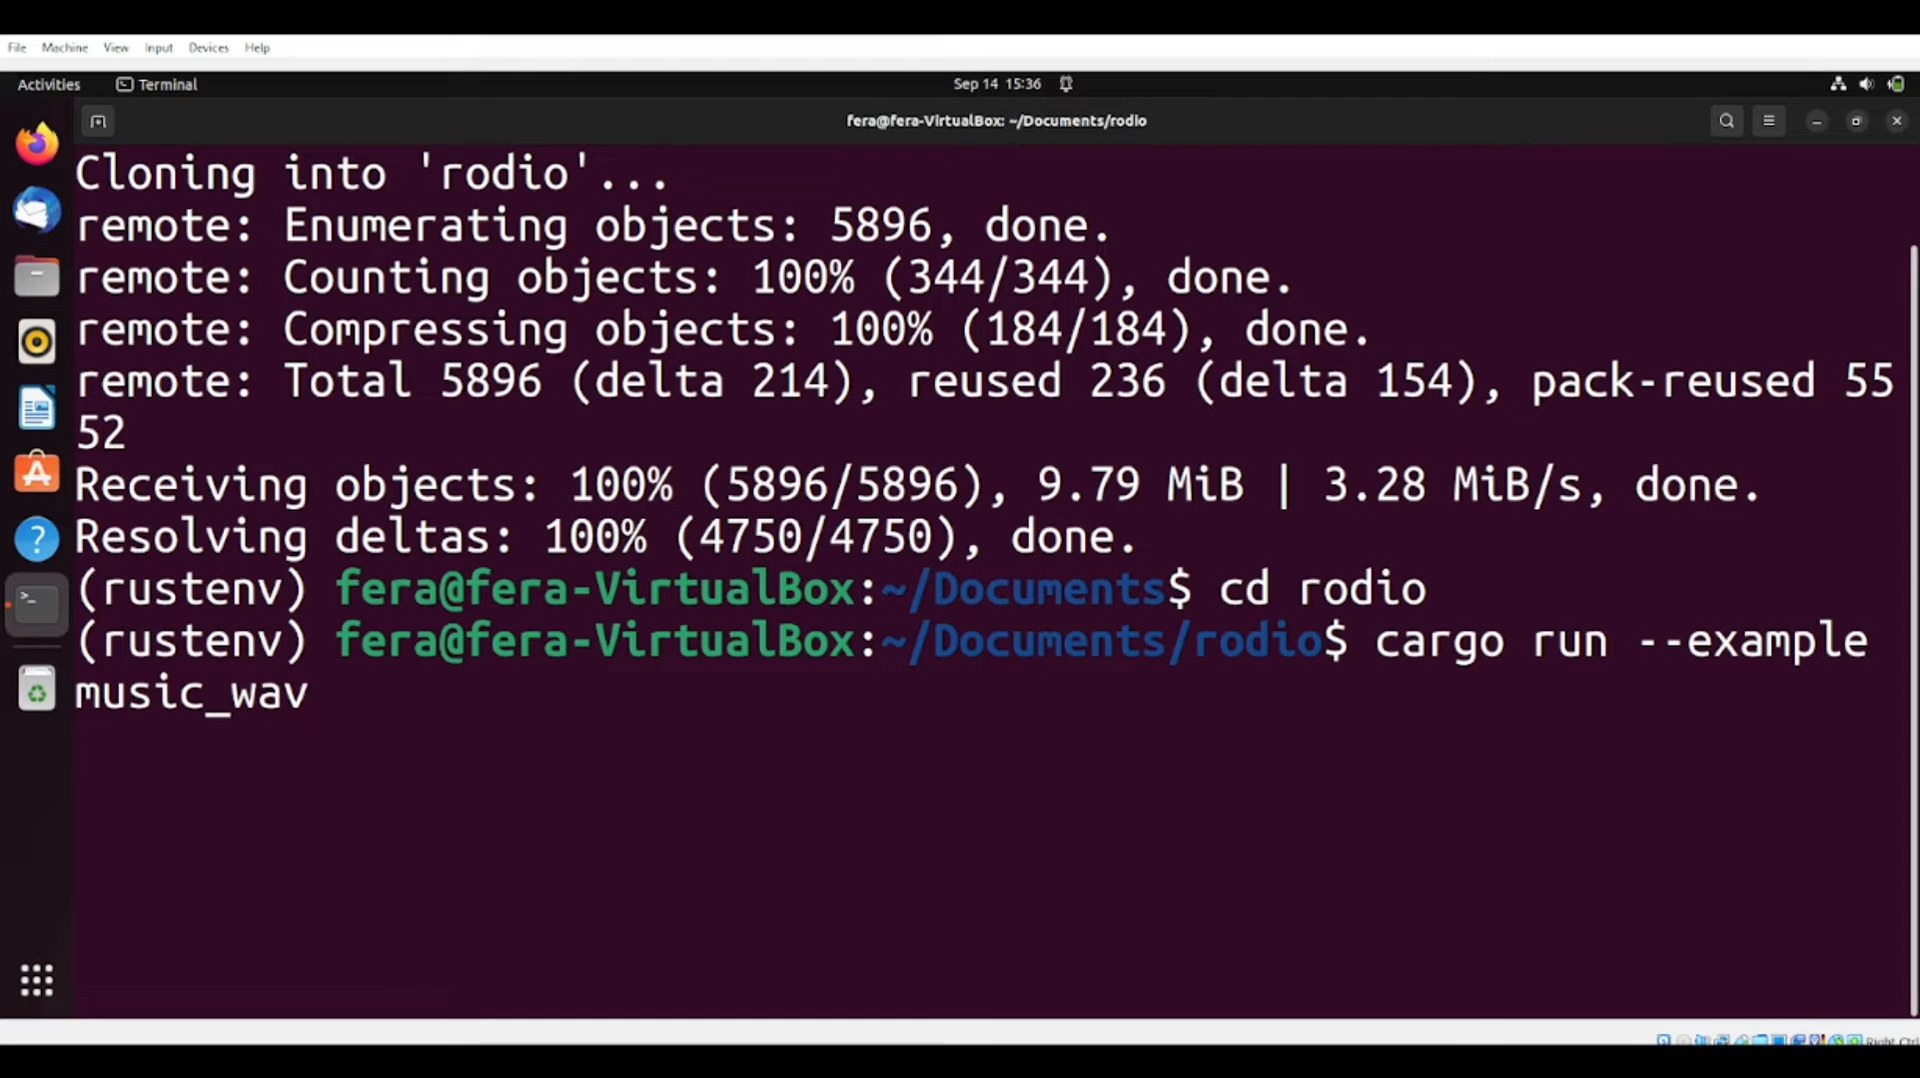 File Machine View Input Devices Help
Activities Terminal Sep 14 15:36
fera@fera-VirtualBox: ~/Documents/rodio
Cloning into 'rodio'...
remote: Enumerating objects: 5896, done.
remote: Counting objects: 100% (344/344), done.
remote: Compressing objects: 100% (184/184), done.
remote: Total 5896 (delta 214), reused 236 (delta 154), pack-reused 55
52
Receiving objects: 100% (5896/5896), 9.79 MiB | 3.28 MiB/s, done.
Resolving deltas: 100% (4750/4750), done.
(rustenv) fera@fera-VirtualBox:~/Documents$ cd rodio
(rustenv) fera@fera-VirtualBox:~/Documents/rodio$ cargo run --example
music_wav
Right Ctrl